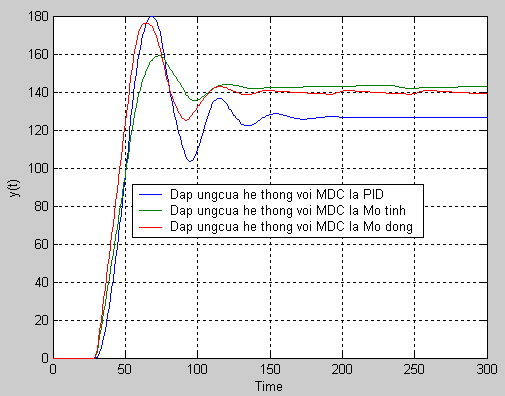 180
160
140
120
100
80
60
40
20
0
y(t)
Dap ungcua he thong voi MDC la PID
Dap ungcua he thong voi MDC la Mo tinh
Dap ungcua he thong voi MDC la Mo dong
0 50 100 150 200 250 300
Time